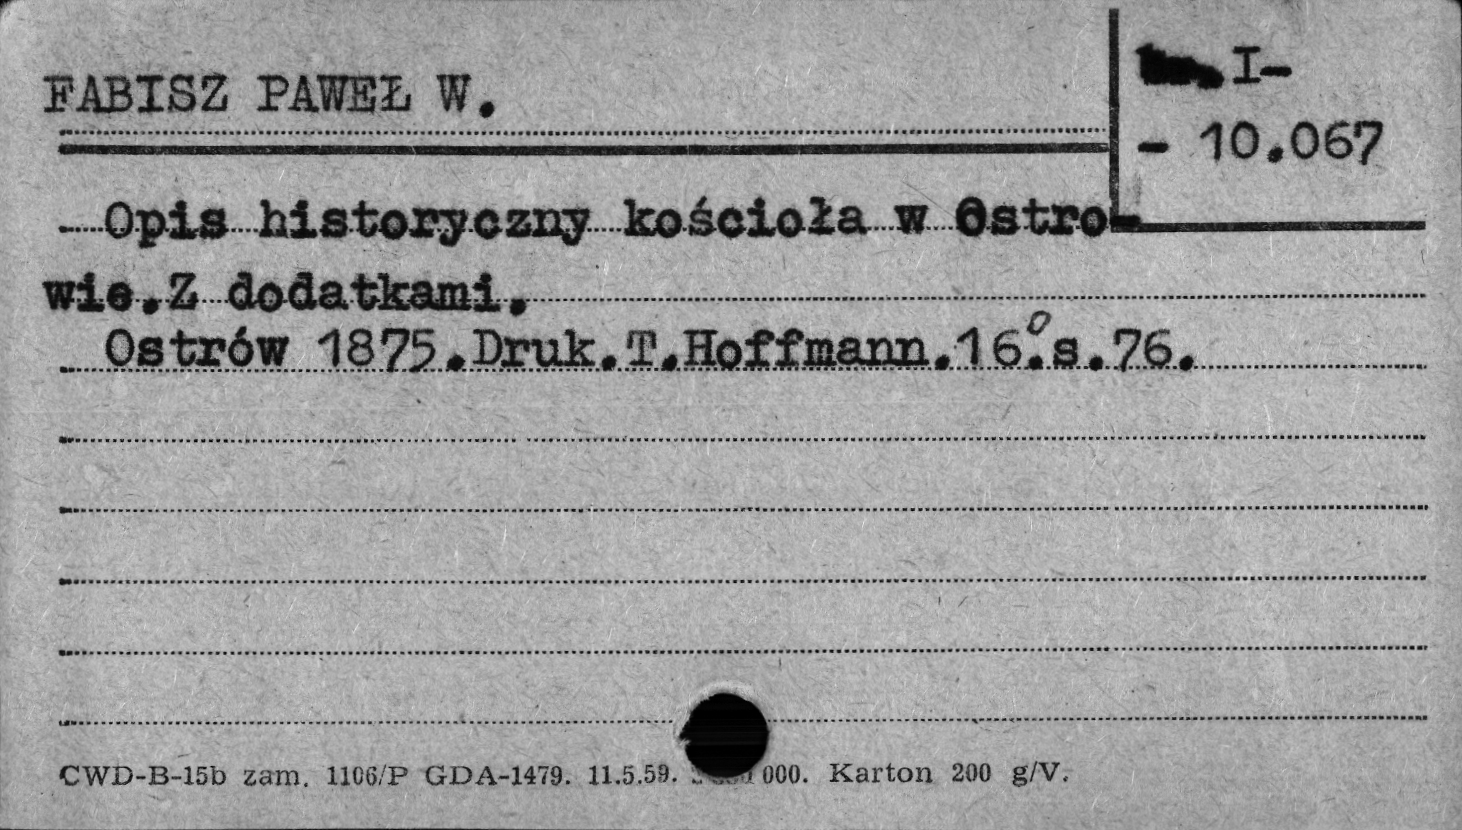 FABISZ PAWEŁ W.
I-
- 10.067
Opis historyczny kościoła w Ostro-
wie.Z dodatkami.
Ostrów 1875.Druk.T.Hoffmann.16°.s.76.
CWD-B-15b zam. 1106/P GDA-1479. 11.5.59. 000. Karton 200 g/V.